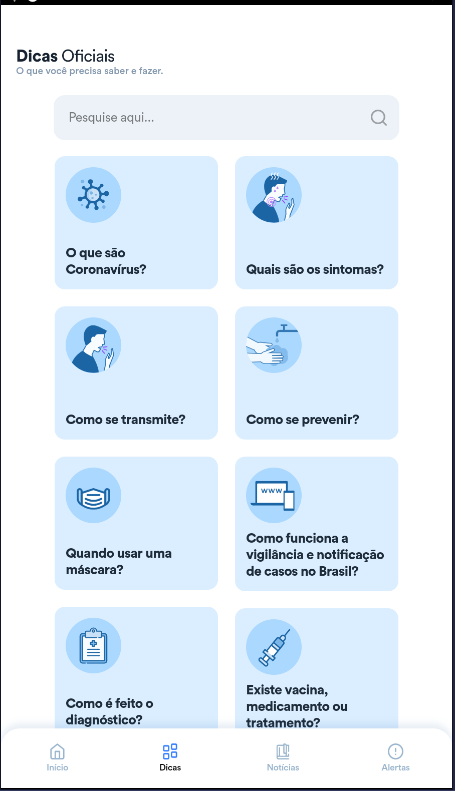 Dicas Oficiais
O que você precisa saber e fazer.
Pesquise aqui...
O que são
Coronavírus?
Quais são os sintomas?
Como se transmite?
Como se prevenir?
Quando usar uma
máscara?
www
Como funciona a
vigilância e notificação
de casos no Brasil?
Como é feito o
diagnóstico?
Existe vacina,
medicamento ou
tratamento?
Início
Dicas
Notícias
Alertas